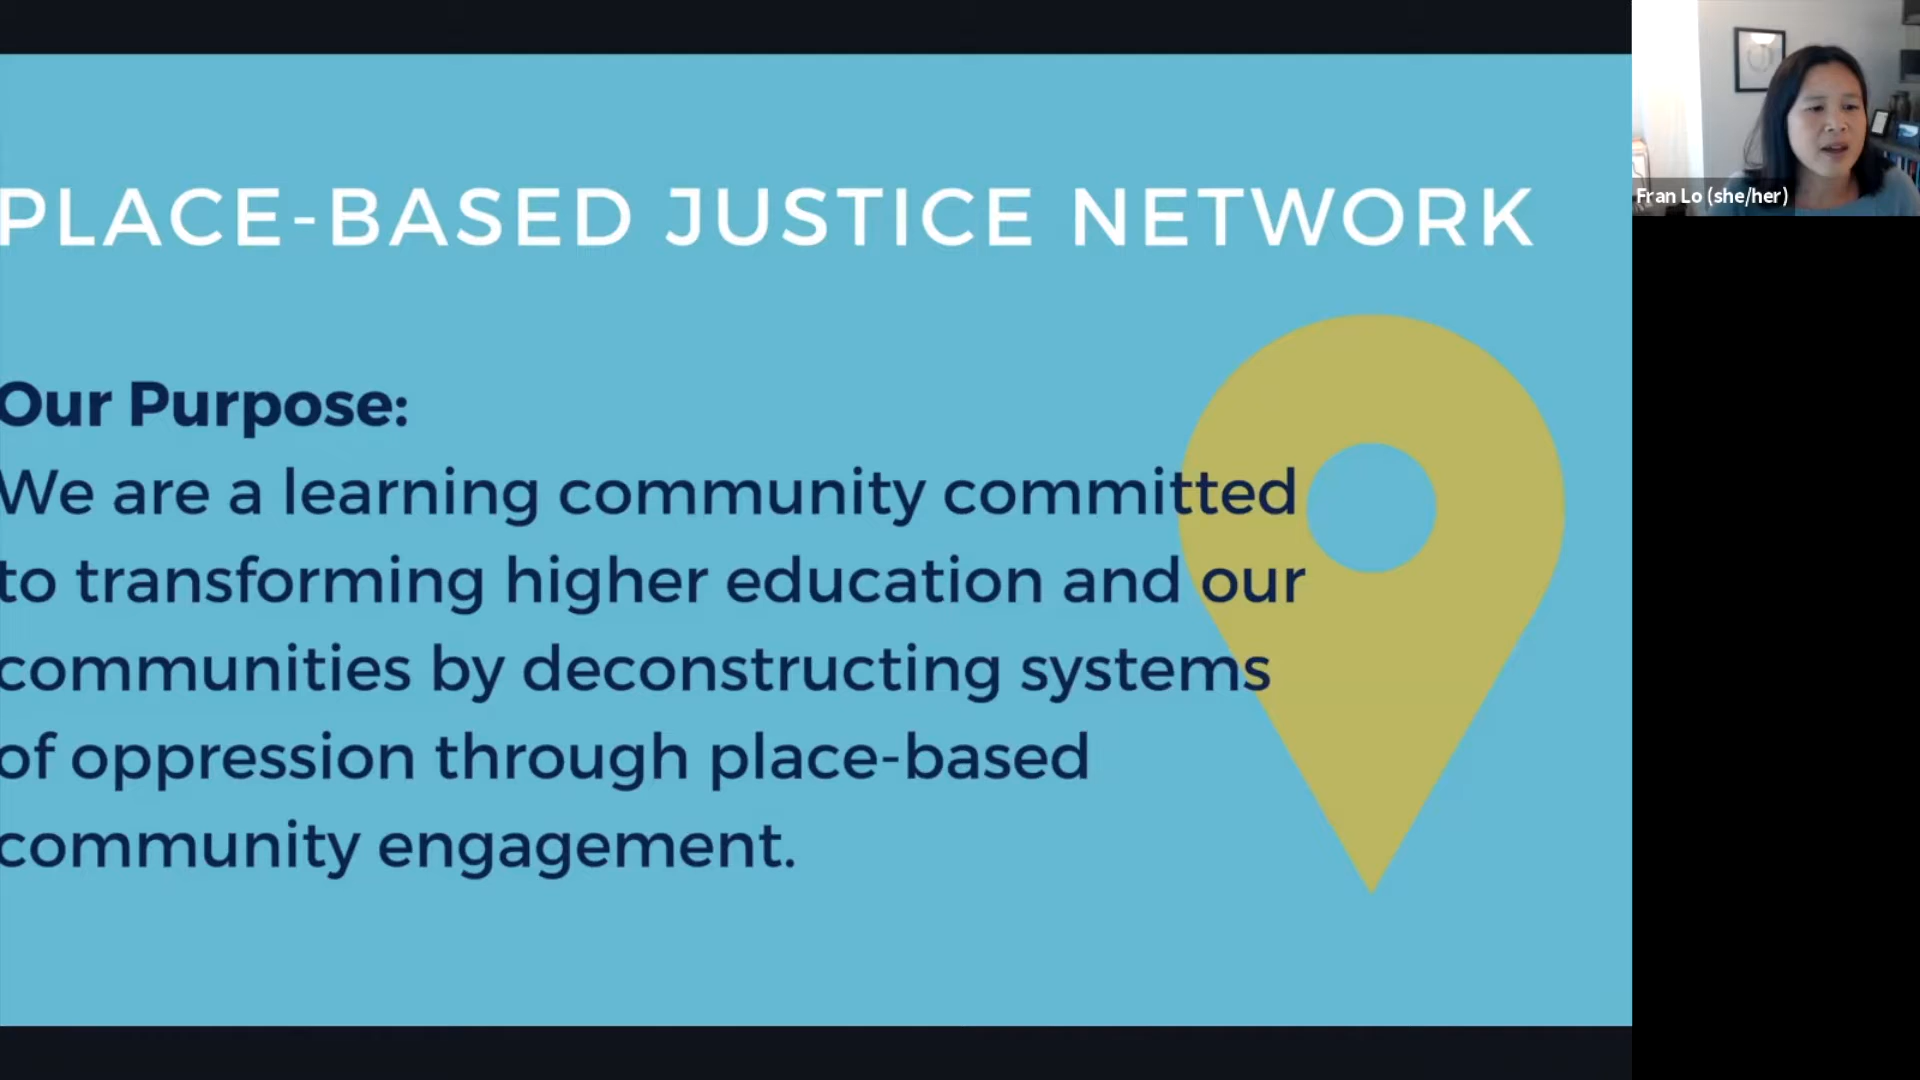 PLACE-BASED JUSTICE NETWORK
Our Purpose:
We are a learning community committed
to transforming higher education and our
communities by deconstructing systems
of oppression through place-based
community engagement.
Fran Lo (she/her)